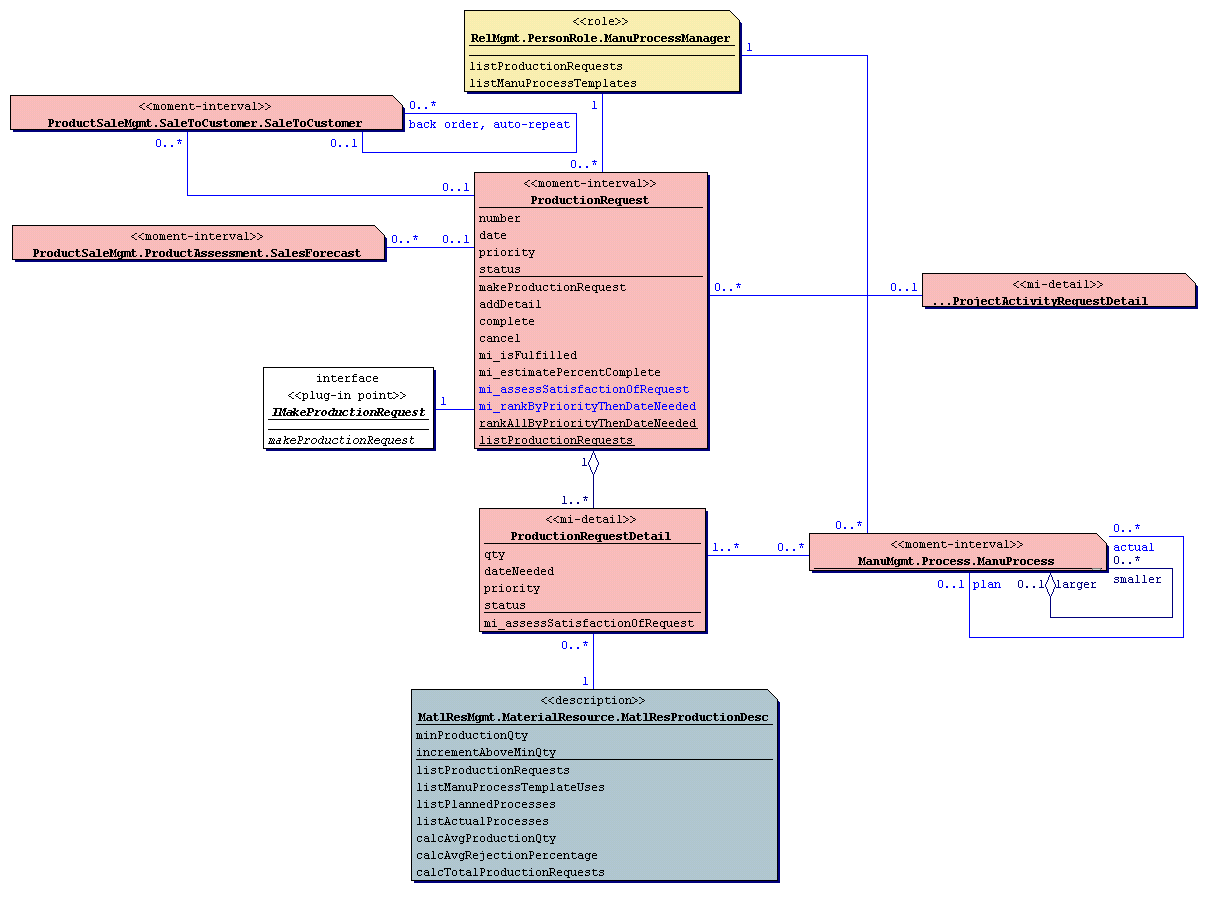 <<role>>
RelMgmt.PersonRole.ManuProcessManager
listProductionRequests
listManuProcessTemplates
1
1
0..*
<<moment-interval>>
ProductSaleMgmt.SaleToCustomer.SaleToCustomer
0..*
back order, auto-repeat
0..1
0..*
0..1
<<moment-interval>>
ProductSaleMgmt.ProductAssessment.SalesForecast
0..*
0..1
<<moment-interval>>
ProductionRequest
number
date
priority
status
makeProductionRequest
addDetail
complete
cancel
mi_isFulfilled
mi_estimatePercentComplete
mi_assessSatisfactionOfRequest
mi_rankByPriorityThenDateNeeded
rankAllByPriorityThenDateNeeded
listProductionRequests
0..*
0..1
<<mi-detail>>
...ProjectActivityRequestDetail
interface
<<plug-in point>>
IMakeProductionRequest
makeProductionRequest
1
1
1..*
<<mi-detail>>
ProductionRequestDetail
qty
dateNeeded
priority
status
mi_assessSatisfactionOfRequest
1..*
0..*
0..*
<<moment-interval>>
ManuMgmt.Process.ManuProcess
0..*
actual
0..*
smaller
0..1
plan
0..1
larger
0..*
1
<<description>>
MatlResMgmt.MaterialResource.MatlResProductionDesc
minProductionQty
incrementAboveMinQty
listProductionRequests
listManuProcessTemplateUses
listPlannedProcesses
listActualProcesses
calcAvgProductionQty
calcAvgRejectionPercentage
calcTotalProductionRequests